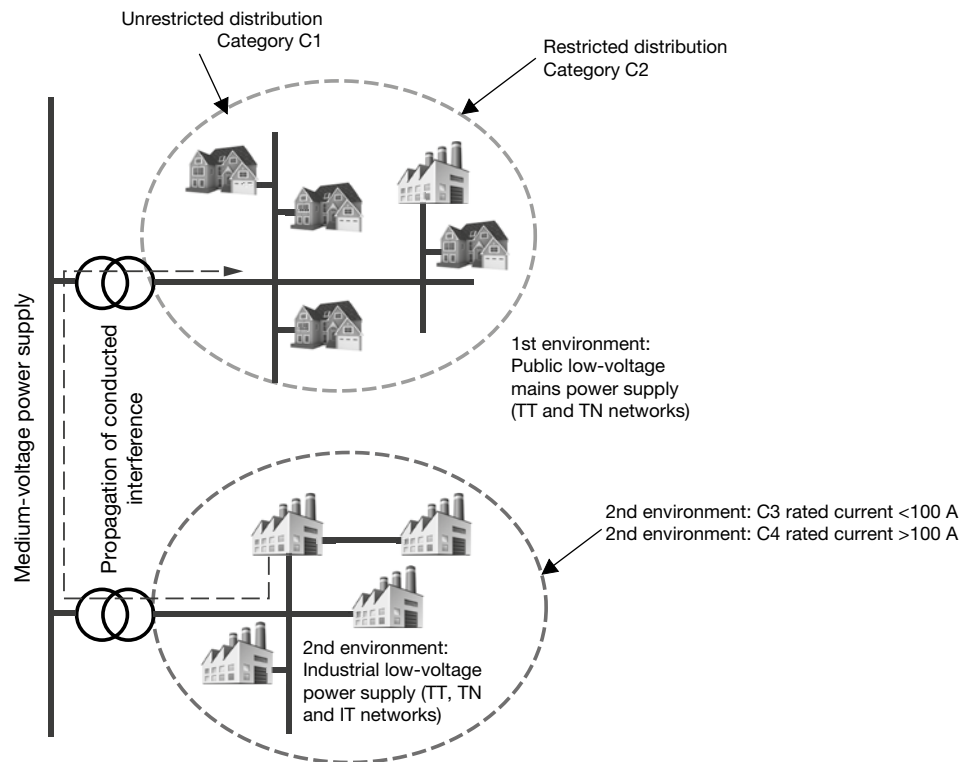 Unrestricted distribution
Category C1
Restricted distribution
Category C2
Medium-voltage power supply
Propagation of conducted
interference
1st environment:
Public low-voltage
mains power supply
(TT and TN networks)
2nd environment: C3 rated current <100 A
2nd environment: C4 rated current >100 A
2nd environment:
Industrial low-voltage
power supply (TT, TN
and IT networks)